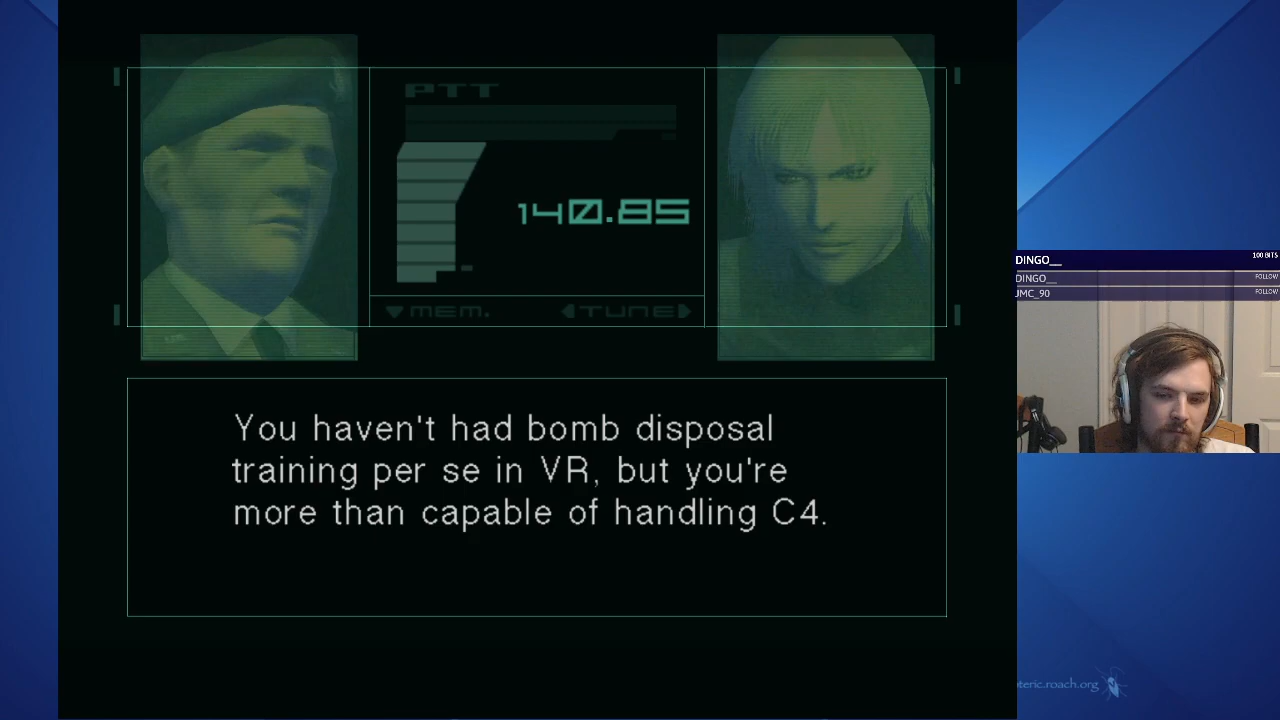 PTT
140.85
MEM.
TUNE
You haven't had bomb disposal
training per se in VR, but you're
more than capable of handling C4.
DINGO__ 100 BITS
DINGO__ FOLLOW
JMC_90 FOLLOW
teric.roach.org